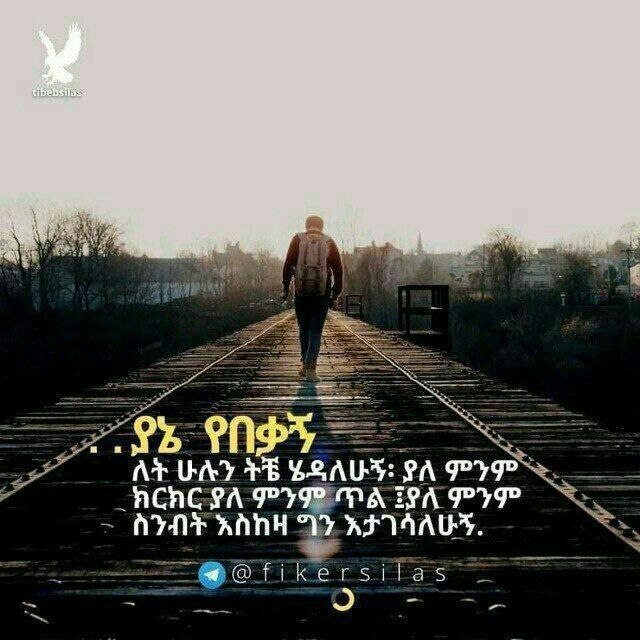 tibebsilas
..ያኔ የበቃኝ
ለት ሁሉን ትቼ ሄዳለሁኝ፡ ያለ ምንም
ክርክር ያለ ምንም ጥል ፤ያለ ምንም
ስንብት እስከዛ ግን እታገሳለሁኝ.
@fikersilas